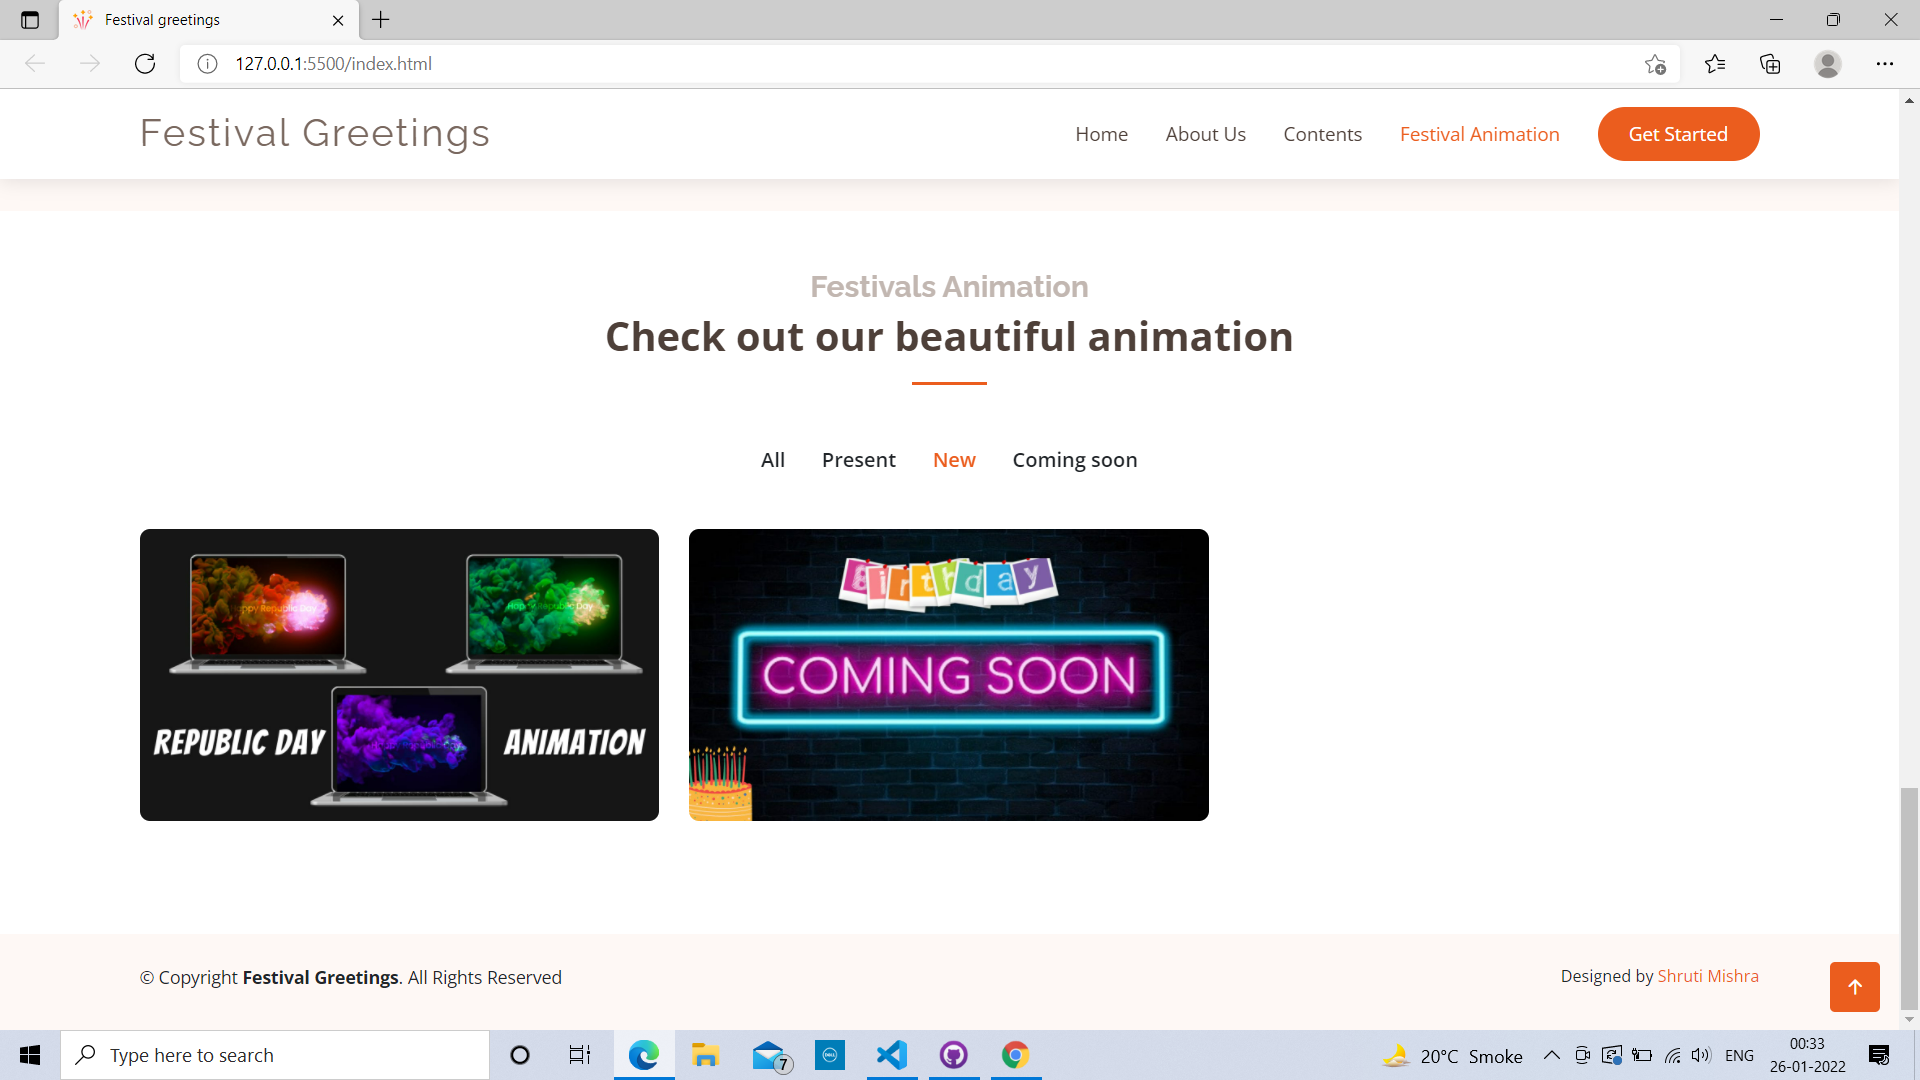 Festival greetings
127.0.0.1:5500/index.html
Festival Greetings
Home About Us Contents Festival Animation Get Started
Festivals Animation
Check out our beautiful animation
All Present New Coming soon
Happy Republic Day
Happy Republic Day
REPUBLIC DAY
ANIMATION
Birthday
COMING SOON
© Copyright Festival Greetings. All Rights Reserved
Designed by Shruti Mishra
Type here to search
7
DELL
20°C Smoke
ENG
00:33
26-01-2022